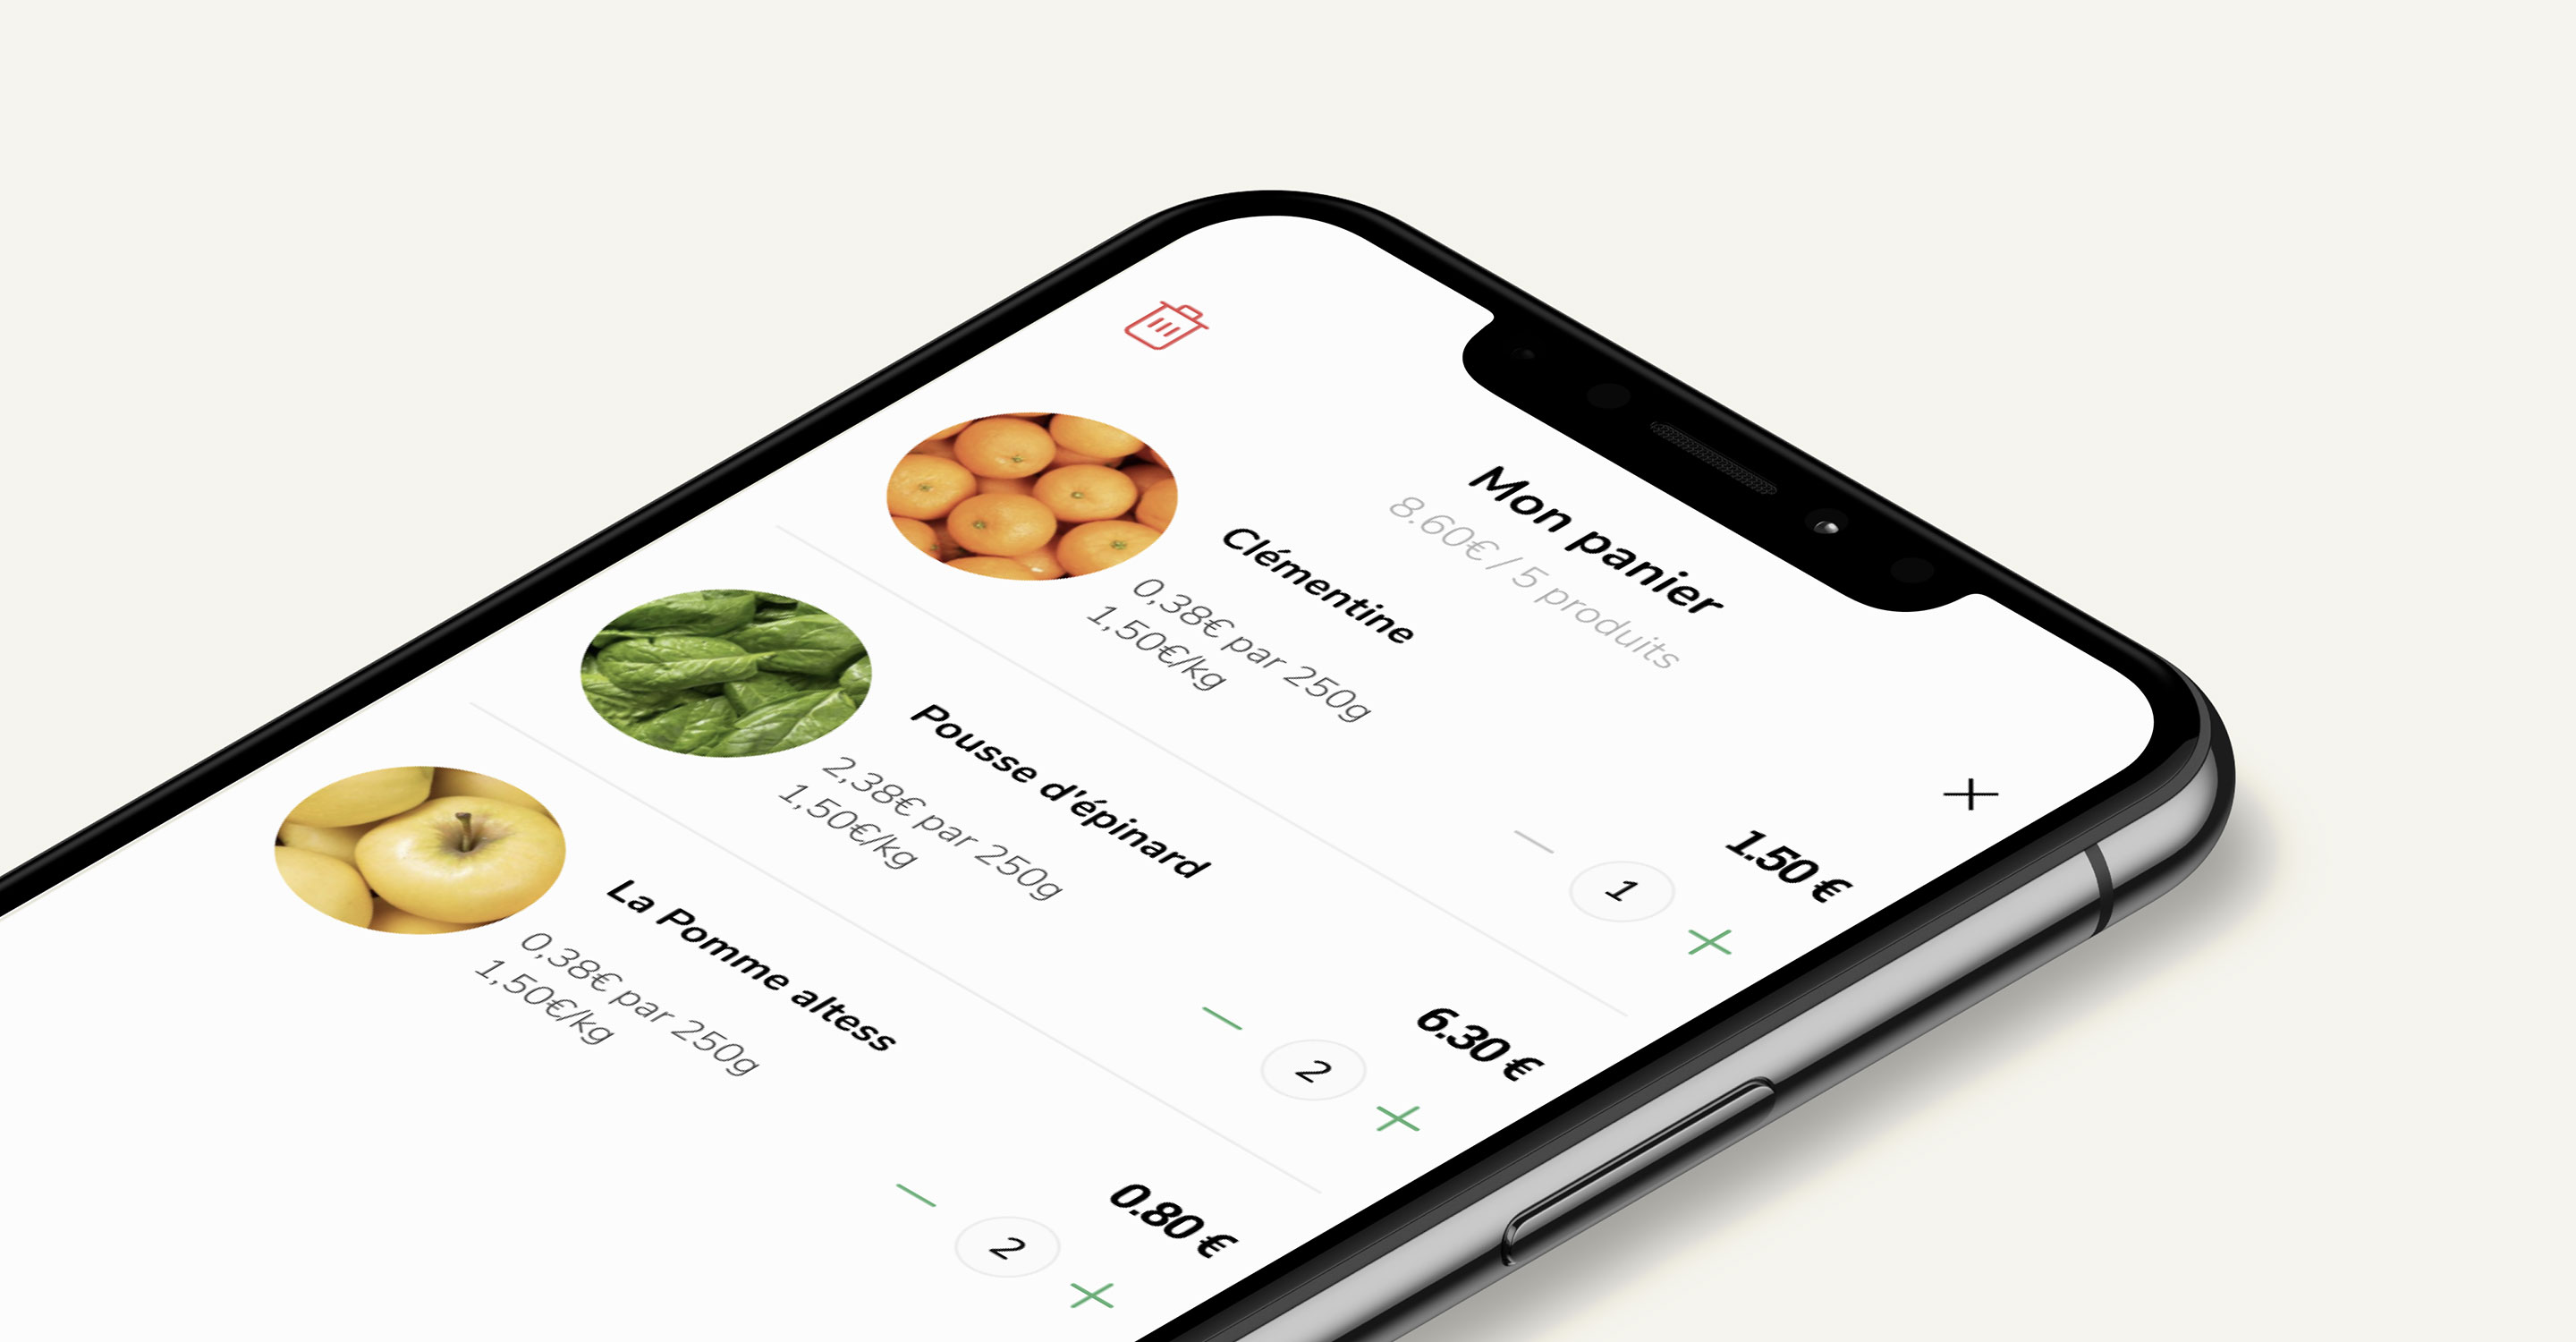 Mon panier
8.60€ / 5 produits
Clémentine
0,38€ par 250g
1,50€/kg
1
1.50 €
Pousse d'épinard
2,38€ par 250g
1,50€/kg
2
6.30 €
La Pomme altess
0,38€ par 250g
1,50€/kg
2
0.80 €